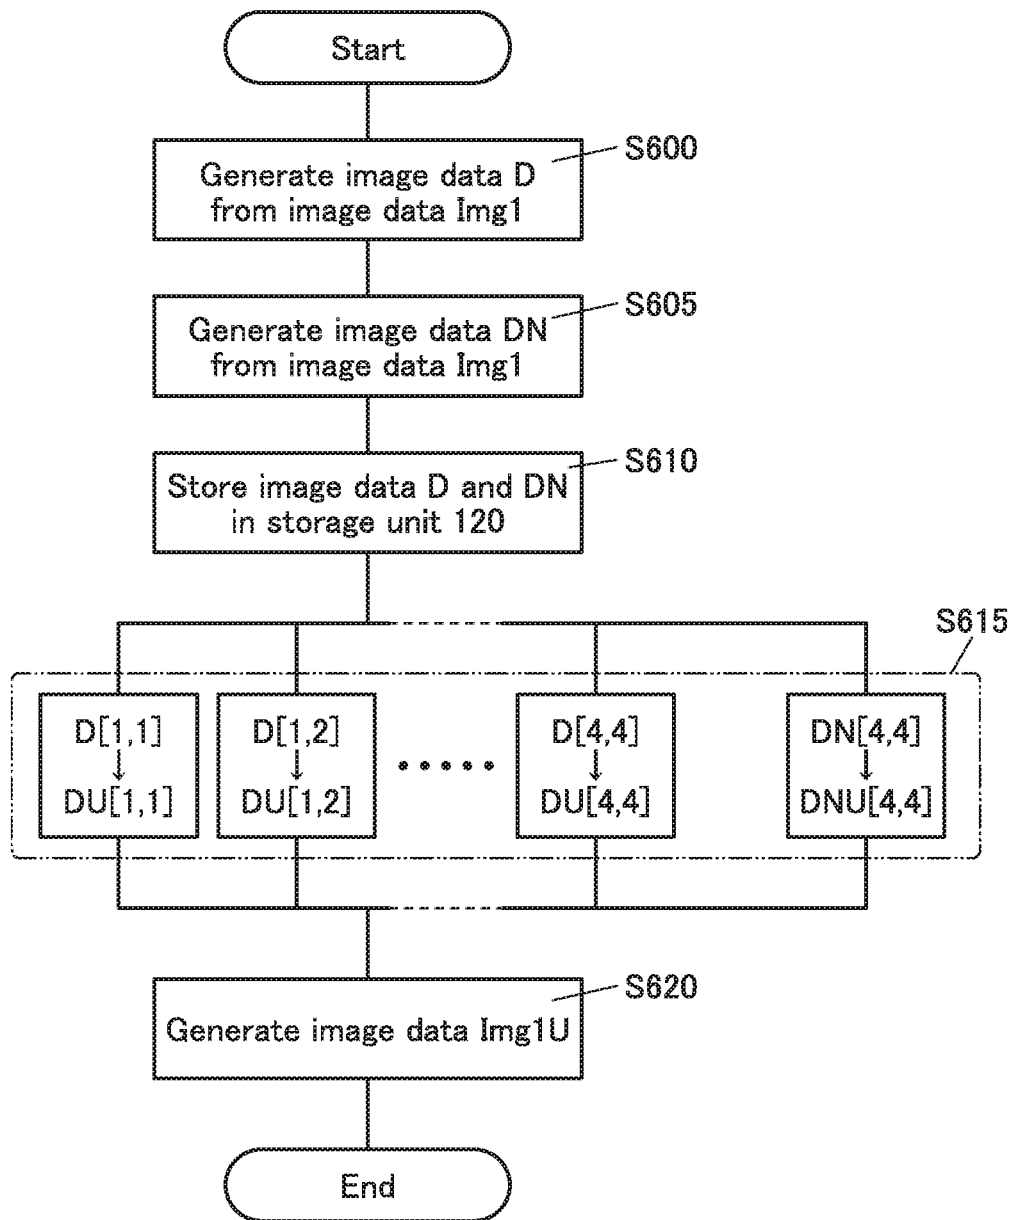 Start
S600
Generate image data D
from image data Img1
S605
Generate image data DN
from image data Img1
S610
Store image data D and DN
in storage unit 120
S615
D[1,1]
↓
DU[1,1]
D[1,2]
↓
DU[1,2]
•••••
D[4,4]
↓
DU[4,4]
DN[4,4]
↓
DNU[4,4]
S620
Generate image data Img1U
End